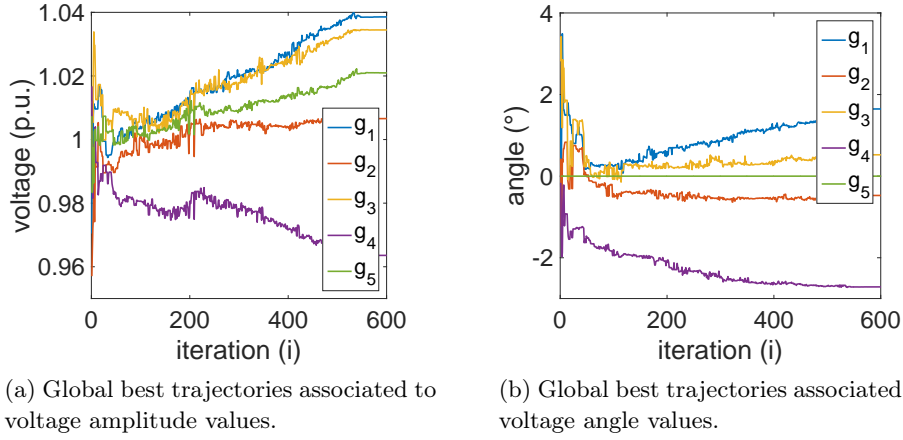 1.04
1.02
1
0.98
0.96
voltage (p.u.)
g1
g2
g3
g4
g5
0 200 400 600
iteration (i)
4
2
0
-2
angle (°)
g1
g2
g3
g4
g5
0 200 400 600
iteration (i)
(a) Global best trajectories associated to
voltage amplitude values.
(b) Global best trajectories associated
voltage angle values.